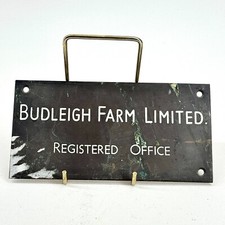 BUDLEIGH FARM LIMITED.
REGISTERED OFFICE